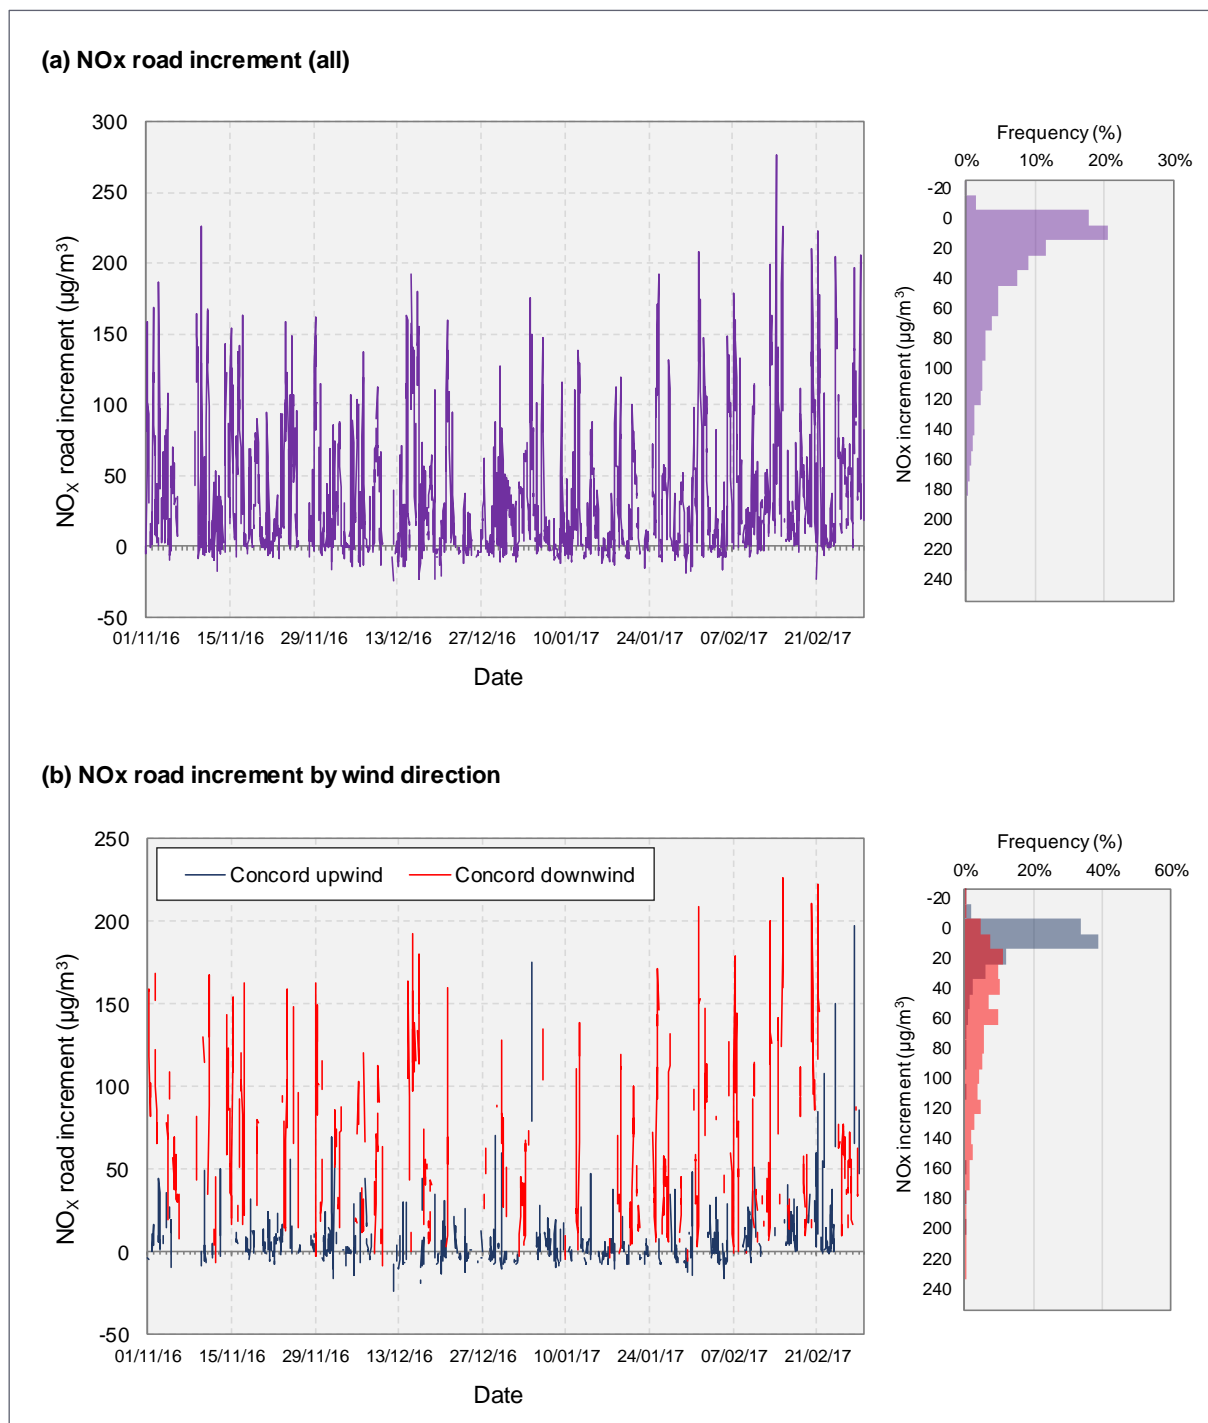 (a) NOx road increment (all)
300
250
200
150
100
50
0
-50
NOX road increment (µg/m³)
01/11/16 15/11/16 29/11/16 13/12/16 27/12/16 10/01/17 24/01/17 07/02/17 21/02/17
Date
Frequency (%)
0% 10% 20% 30%
-20
0
20
40
60
80
100
120
140
160
180
200
220
240
NOx increment (µg/m³)
(b) NOx road increment by wind direction
250
200
150
100
50
0
-50
NOX road increment (µg/m³)
Concord upwind Concord downwind
01/11/16 15/11/16 29/11/16 13/12/16 27/12/16 10/01/17 24/01/17 07/02/17 21/02/17
Date
Frequency (%)
0% 20% 40% 60%
-20
0
20
40
60
80
100
120
140
160
180
200
220
240
NOx increment (µg/m³)